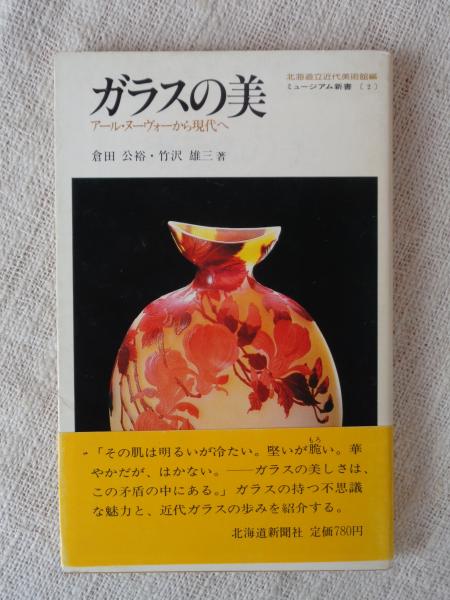 北海道立近代美術館編
ミュージアム新書〔2〕
ガラスの美
アール・ヌーヴォーから現代へ
倉田 公裕・竹沢 雄三 著
「その肌は明るいが冷たい。堅いが脆い。華
もろ
やかだが、はかない。――ガラスの美しさは、
この矛盾の中にある。」ガラスの持つ不思議
な魅力と、近代ガラスの歩みを紹介する。
北海道新聞社 定価780円